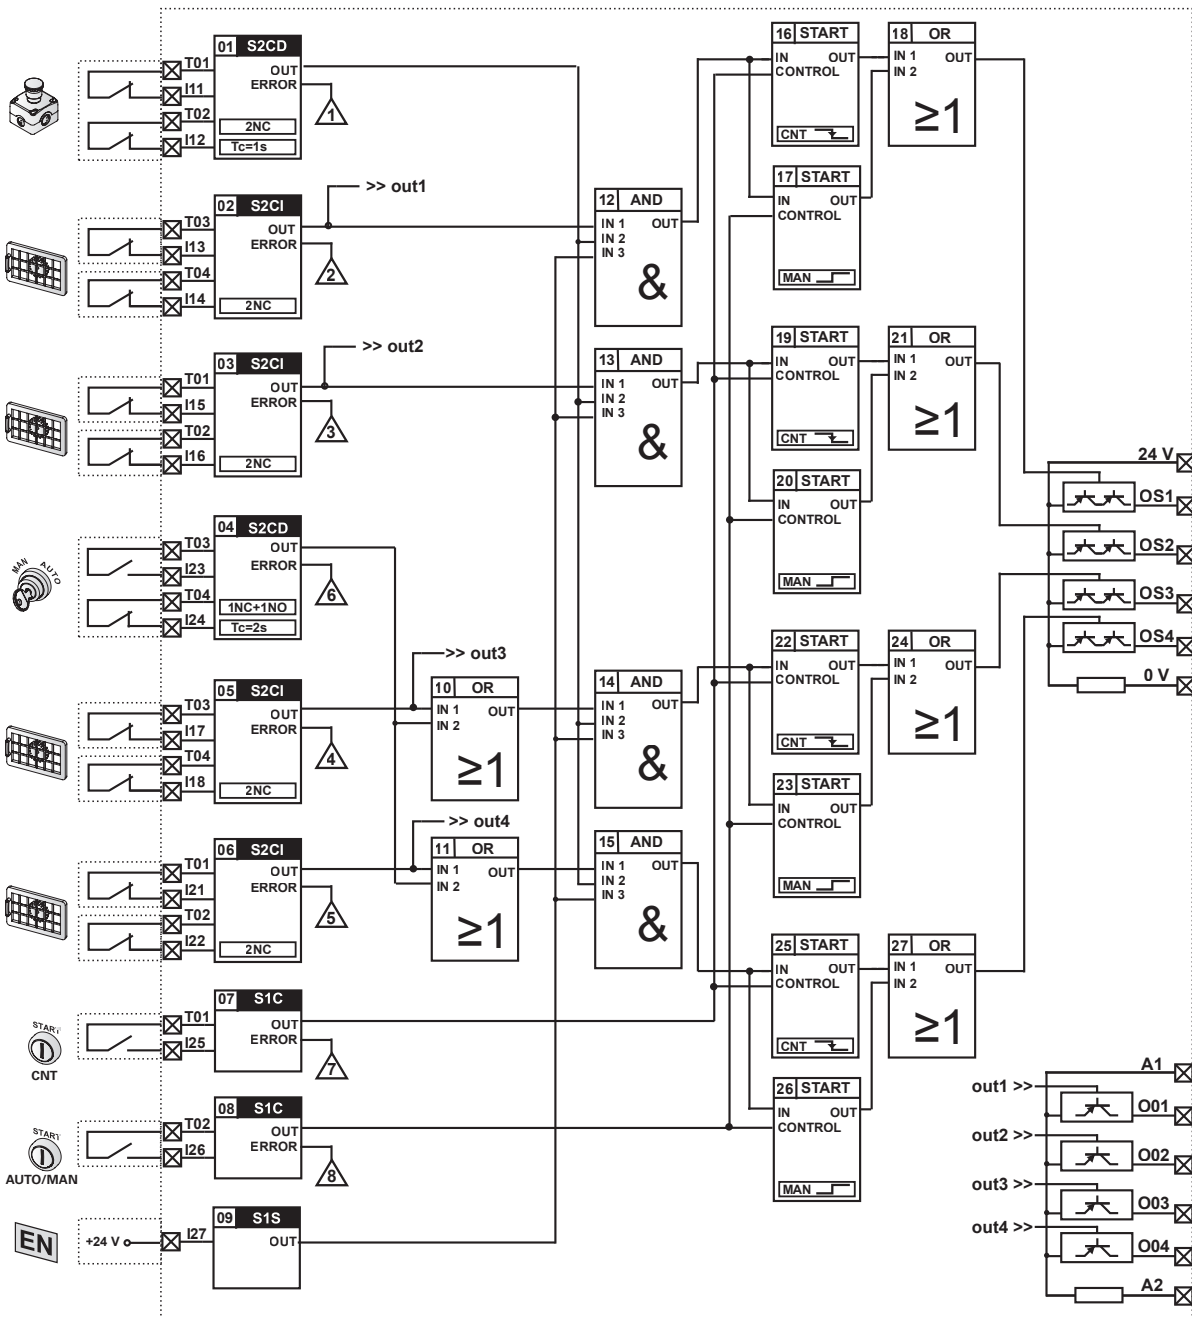 01 S2CD
T01
I11
T02
I12
OUT
ERROR
1
2NC
Tc=1s
02 S2CI
T03
I13
T04
I14
OUT
ERROR
2
2NC
>> out1
03 S2CI
T01
I15
T02
I16
OUT
ERROR
3
2NC
>> out2
MAN AUTO
04 S2CD
T03
I23
T04
I24
OUT
ERROR
6
1NC+1NO
Tc=2s
05 S2CI
T03
I17
T04
I18
OUT
ERROR
4
2NC
>> out3
06 S2CI
T01
I21
T02
I22
OUT
ERROR
5
2NC
>> out4
START
CNT
07 S1C
T01
I25
OUT
ERROR
7
START
AUTO/MAN
08 S1C
T02
I26
OUT
ERROR
8
EN
+24 V
I27
09 S1S
OUT
10 OR
IN 1 OUT
IN 2
≥1
11 OR
IN 1 OUT
IN 2
≥1
12 AND
IN 1 OUT
IN 2
IN 3
&
13 AND
IN 1 OUT
IN 2
IN 3
&
14 AND
IN 1 OUT
IN 2
IN 3
&
15 AND
IN 1 OUT
IN 2
IN 3
&
16 START
IN OUT
CONTROL
CNT
17 START
IN OUT
CONTROL
MAN
18 OR
IN 1 OUT
IN 2
≥1
19 START
IN OUT
CONTROL
CNT
20 START
IN OUT
CONTROL
MAN
21 OR
IN 1 OUT
IN 2
≥1
22 START
IN OUT
CONTROL
CNT
23 START
IN OUT
CONTROL
MAN
24 OR
IN 1 OUT
IN 2
≥1
25 START
IN OUT
CONTROL
CNT
26 START
IN OUT
CONTROL
MAN
27 OR
IN 1 OUT
IN 2
≥1
24 V
OS1
OS2
OS3
OS4
0 V
A1
out1 >>
O01
out2 >>
O02
out3 >>
O03
out4 >>
O04
A2